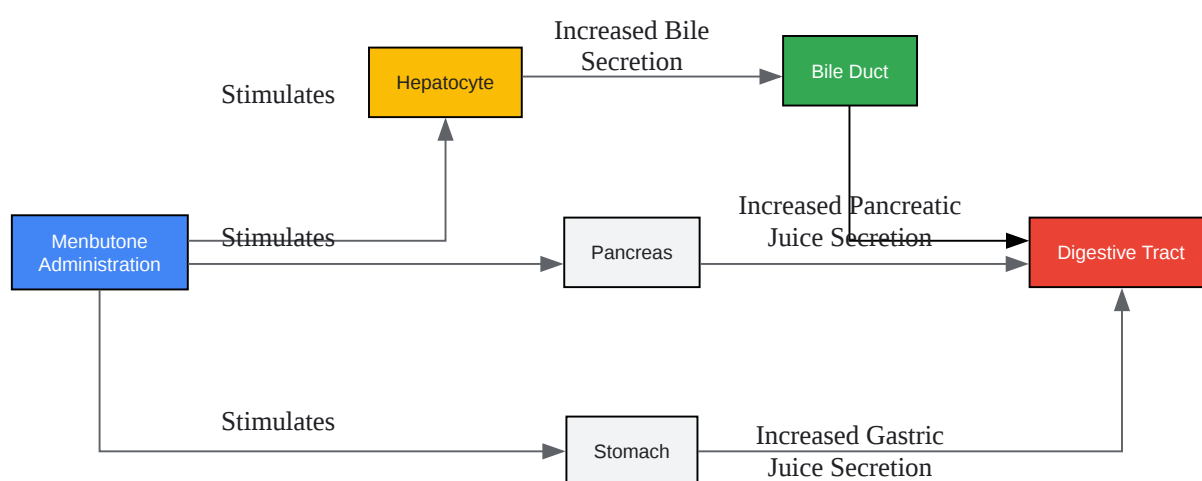 Increased Bile
Secretion
Bile Duct
Hepatocyte
Stimulates
Increased Pancreatic
Juice Secretion
Menbutone
Administration
Stimulates
Pancreas
Digestive Tract
Stimulates
Stomach
Increased Gastric
Juice Secretion